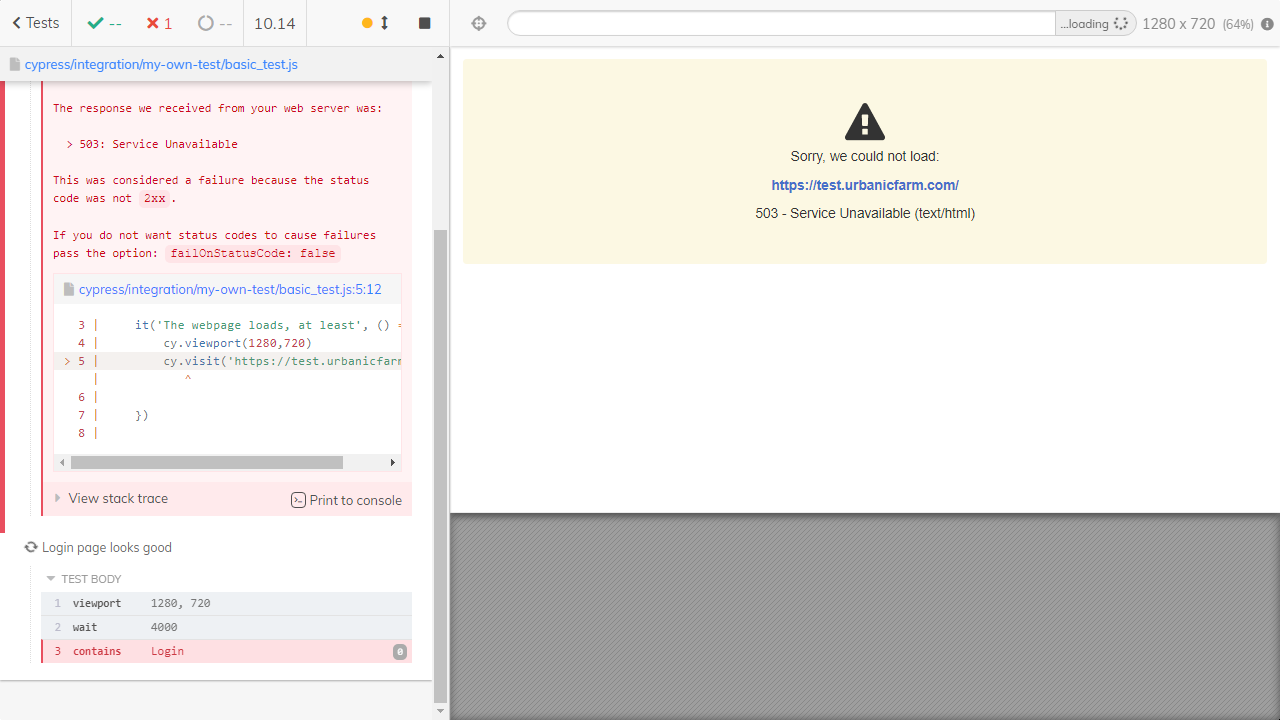 Tests
--
1
--
10.14
...loading
1280 x 720 (64%)
cypress/integration/my-own-test/basic_test.js
The response we received from your web server was:
> 503: Service Unavailable
This was considered a failure because the status
code was not 2xx.
If you do not want status codes to cause failures
pass the option: failOnStatusCode: false
cypress/integration/my-own-test/basic_test.js:5:12
3 | it('The webpage loads, at least', () =
4 | cy.viewport(1280,720)
> 5 | cy.visit('https://test.urbanicfarm
| ^
6 |
7 | })
8 |
View stack trace
Print to console
Login page looks good
TEST BODY
1 viewport 1280, 720
2 wait 4000
3 contains Login 0
Sorry, we could not load:
https://test.urbanicfarm.com/
503 - Service Unavailable (text/html)